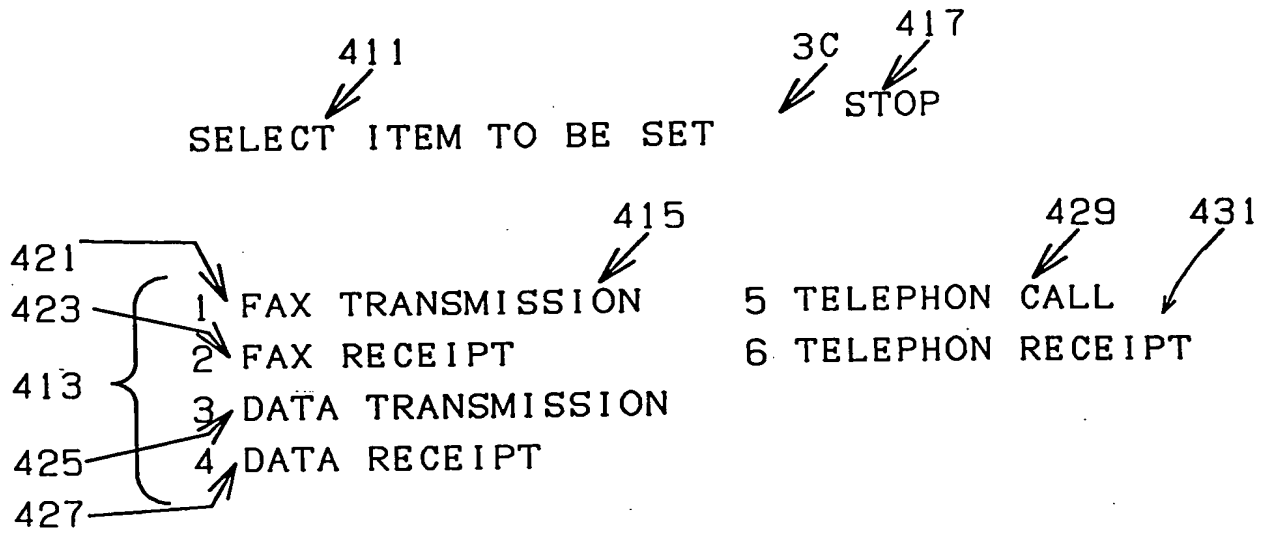 411 3C 417
STOP
SELECT ITEM TO BE SET
415 429 431
421
1 FAX TRANSMISSION 5 TELEPHON CALL
423
2 FAX RECEIPT 6 TELEPHON RECEIPT
413
3 DATA TRANSMISSION
425
4 DATA RECEIPT
427